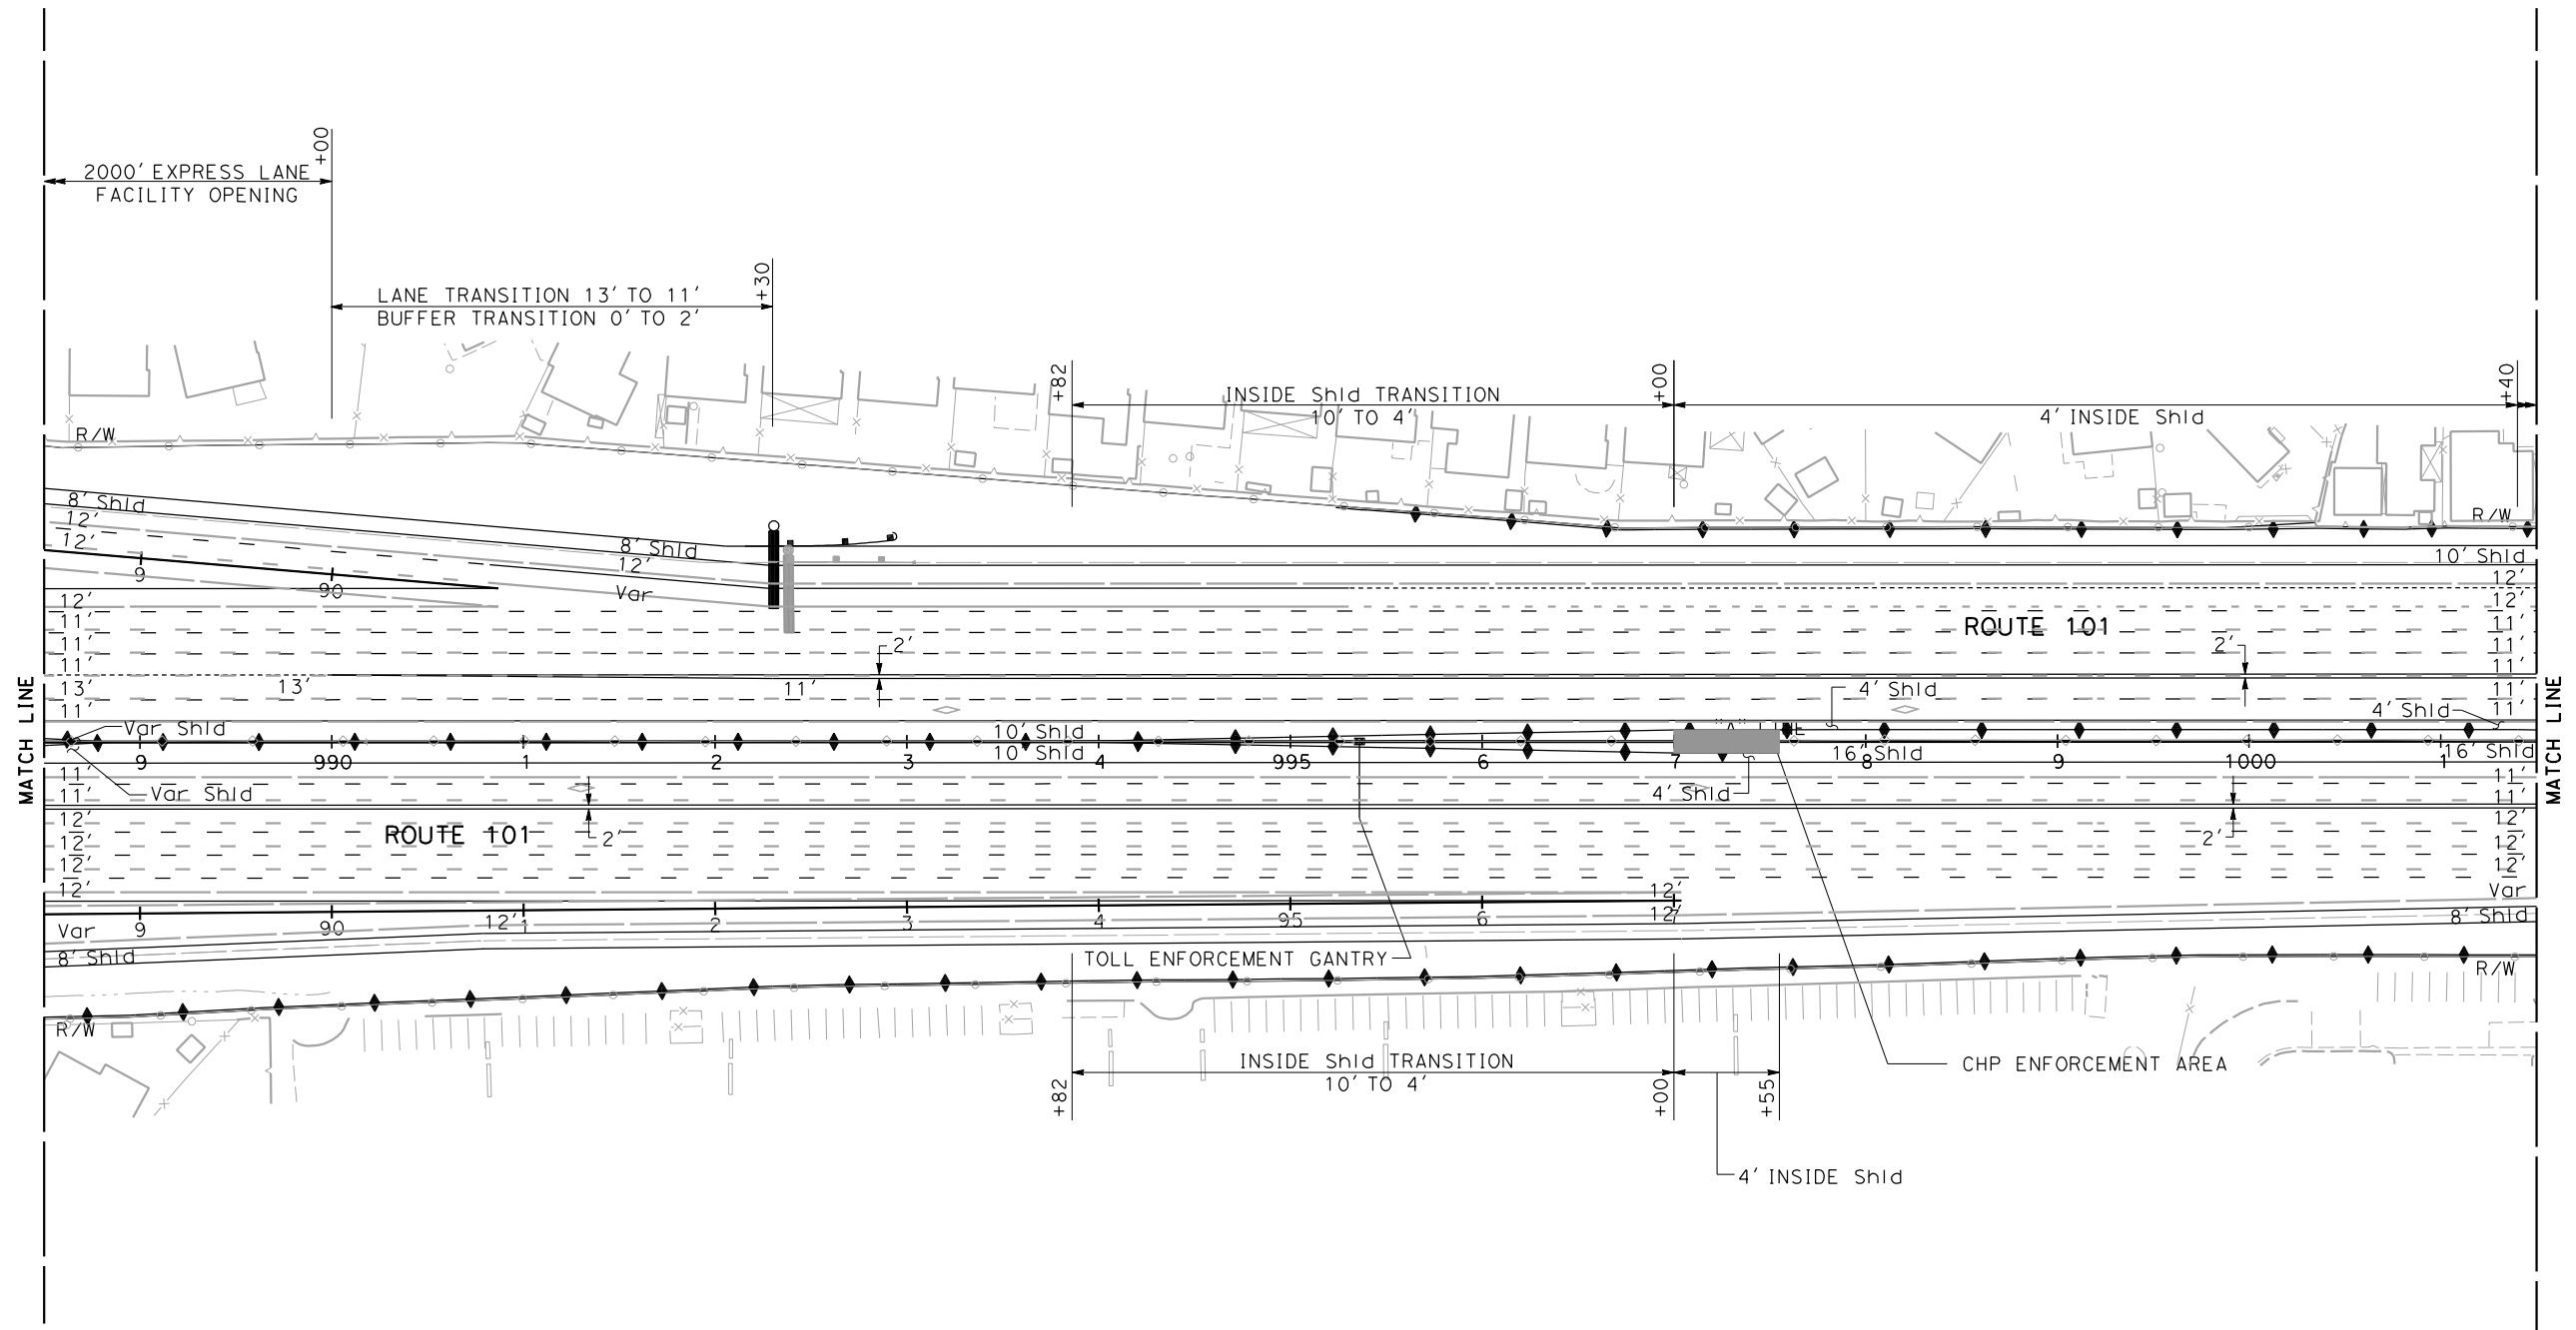 +00
2000' EXPRESS LANE
FACILITY OPENING
+30
LANE TRANSITION 13' TO 11'
BUFFER TRANSITION 0' TO 2'
+82
INSIDE Shld TRANSITION
10' TO 4'
+00
4' INSIDE Shld
+40
R/W
R/W
8' Shld
12'
12'
8' Shld
12'
Var
10' Shld
12'
12'
9
90
12'
11'
11'
11'
13'
11'
13'
11'
2'
ROUTE 101
2'
11'
11'
11'
11'
MATCH LINE
MATCH LINE
Var Shld
Var Shld
10' Shld
10' Shld
4' Shld
4' Shld
4' Shld
16' Shld
16' Shld
9
990
1
2
3
4
995
6
7
8
9
1000
1
11'
11'
12'
12'
12'
12'
ROUTE 101
2'
2'
11'
11'
12'
12'
12'
Var
8' Shld
12'
12'
12'
9
90
1
2
3
4
95
6
7
Var
8' Shld
R/W
R/W
TOLL ENFORCEMENT GANTRY
CHP ENFORCEMENT AREA
+82
INSIDE Shld TRANSITION
10' TO 4'
+00
+55
4' INSIDE Shld